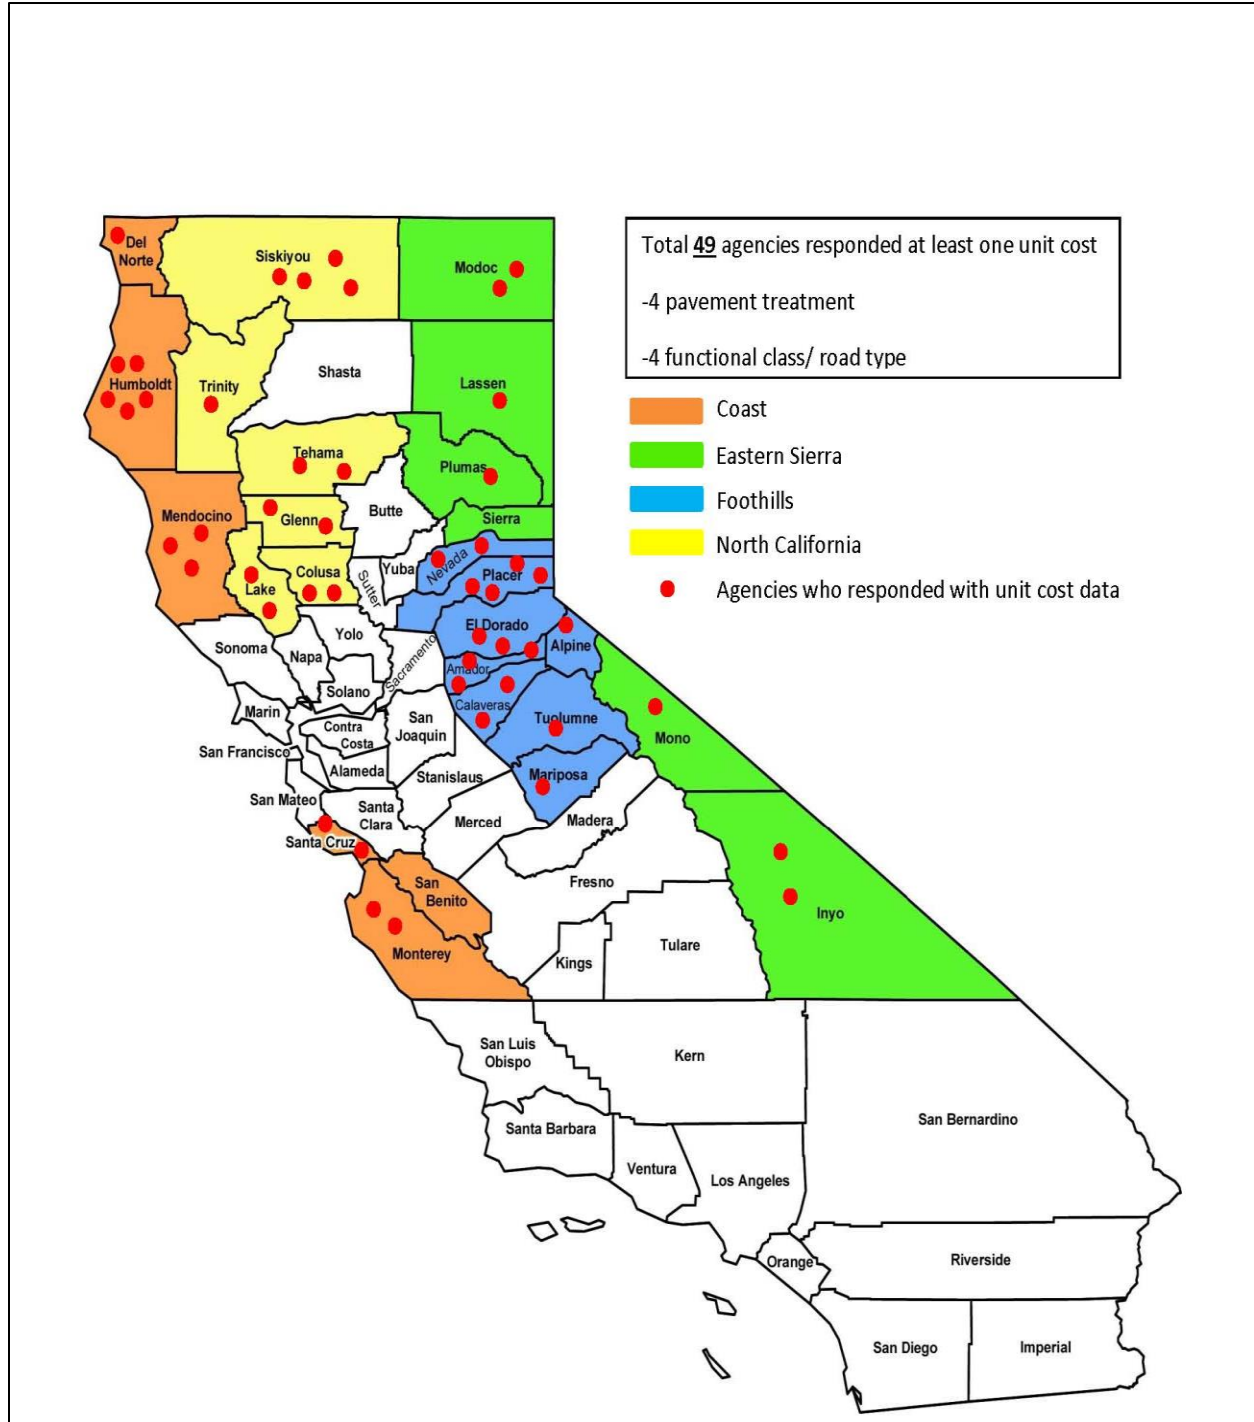 Total 49 agencies responded at least one unit cost
-4 pavement treatment
-4 functional class/ road type
Coast
Eastern Sierra
Foothills
North California
Agencies who responded with unit cost data
Del
Norte
Siskiyou
Modoc
Humboldt
Trinity
Shasta
Lassen
Tehama
Plumas
Mendocino
Glenn
Butte
Sierra
Lake
Colusa
Sutter
Yuba
Nevada
Placer
Sonoma
Napa
Yolo
Sacramento
El Dorado
Alpine
Solano
Amador
Marin
Calaveras
Contra
Costa
San
Joaquin
Tuolumne
Mono
San Francisco
Alameda
Stanislaus
Mariposa
San Mateo
Santa
Clara
Merced
Madera
Santa Cruz
San
Benito
Fresno
Inyo
Monterey
Kings
Tulare
San Luis
Obispo
Kern
Santa Barbara
San Bernardino
Ventura
Los Angeles
Orange
Riverside
San Diego
Imperial